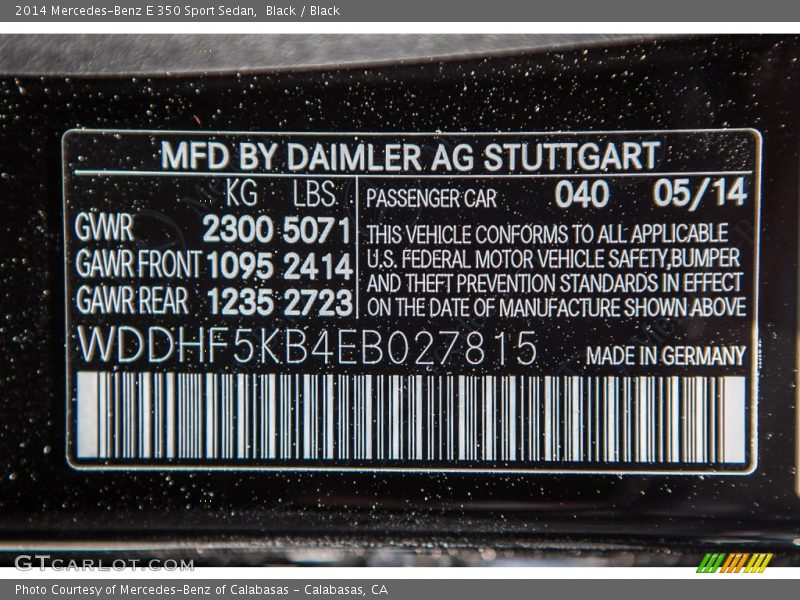 2014 Mercedes-Benz E 350 Sport Sedan, Black / Black
MFD BY DAIMLER AG STUTTGART
KG LBS
PASSENGER CAR 040 05/14
GWR 2300 5071
GAWR FRONT 1095 2414
GAWR REAR 1235 2723
THIS VEHICLE CONFORMS TO ALL APPLICABLE
U.S. FEDERAL MOTOR VEHICLE SAFETY,BUMPER
AND THEFT PREVENTION STANDARDS IN EFFECT
ON THE DATE OF MANUFACTURE SHOWN ABOVE
WDDHF5KB4EB027815
MADE IN GERMANY
GTCARLOT.COM
Photo Courtesy of Mercedes-Benz of Calabasas - Calabasas, CA